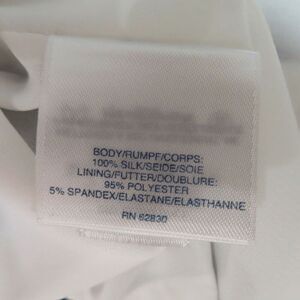 BODY/RUMPF/CORPS:
100% SILK/SEIDE/SOIE
LINING/FUTTER/DOUBLURE:
95% POLYESTER
5% SPANDEX/ELASTANE/ELASTHANNE
RN 62830